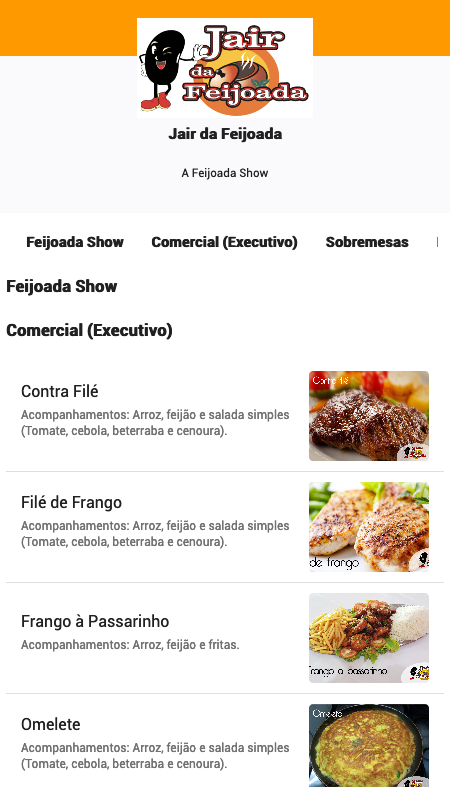 Jair
da
Feijoada
Jair da Feijoada
A Feijoada Show
Feijoada Show
Comercial (Executivo)
Sobremesas
Feijoada Show
Comercial (Executivo)
Contra Filé
Acompanhamentos: Arroz, feijão e salada simples
(Tomate, cebola, beterraba e cenoura).
Contra filé
Filé de Frango
Acompanhamentos: Arroz, feijão e salada simples
(Tomate, cebola, beterraba e cenoura).
de frango
Frango à Passarinho
Acompanhamentos: Arroz, feijão e fritas.
frango a passarinho
Omelete
Acompanhamentos: Arroz, feijão e salada simples
(Tomate, cebola, beterraba e cenoura).
Omelete